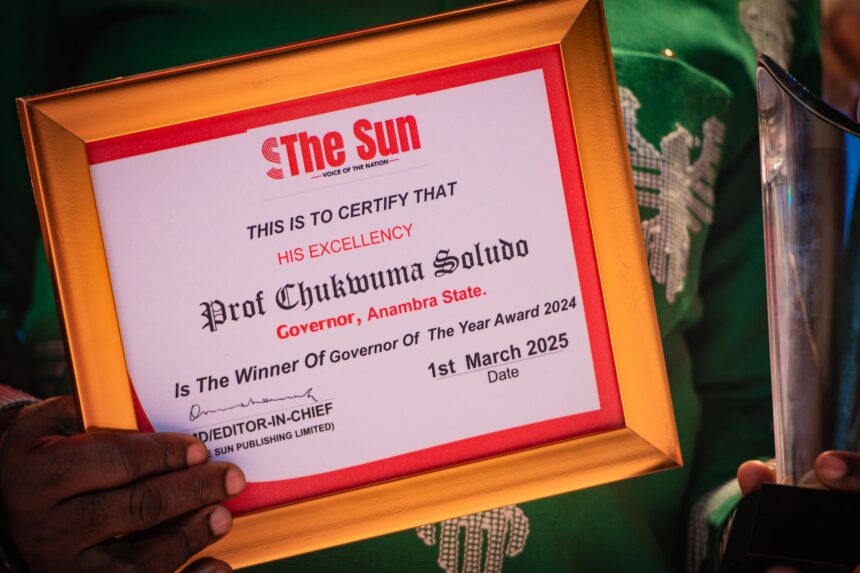 The Sun
VOICE OF THE NATION
THIS IS TO CERTIFY THAT
HIS EXCELLENCY
Prof Chukwuma Soludo
Governor, Anambra State.
Is The Winner Of Governor Of The Year Award 2024
1st March 2025
Date
MD/EDITOR-IN-CHIEF
SUN PUBLISHING LIMITED)